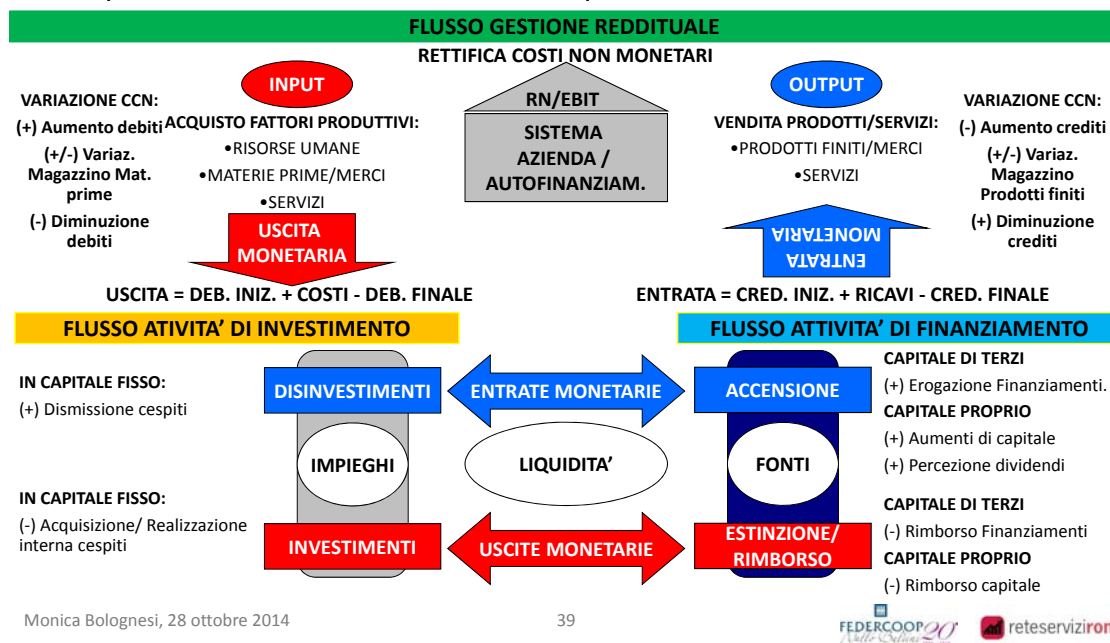 FLUSSO GESTIONE REDDITUALE
RETTIFICA COSTI NON MONETARI
INPUT
VARIAZIONE CCN:
(+) Aumento debiti
(+/-) Variaz.
Magazzino Mat.
prime
(-) Diminuzione
debiti
ACQUISTO FATTORI PRODUTTIVI:
•RISORSE UMANE
•MATERIE PRIME/MERCI
•SERVIZI
USCITA
MONETARIA
USCITA = DEB. INIZ. + COSTI - DEB. FINALE
RN/EBIT
SISTEMA
AZIENDA /
AUTOFINANZIAM.
OUTPUT
VENDITA PRODOTTI/SERVIZI:
•PRODOTTI FINITI/MERCI
•SERVIZI
ENTRATA
MONETARIA
VARIAZIONE CCN:
(-) Aumento crediti
(+/-) Variaz.
Magazzino
Prodotti finiti
(+) Diminuzione
crediti
ENTRATA = CRED. INIZ. + RICAVI - CRED. FINALE
FLUSSO ATIVITA’ DI INVESTIMENTO
FLUSSO ATTIVITA’ DI FINANZIAMENTO
IN CAPITALE FISSO:
(+) Dismissione cespiti
DISINVESTIMENTI
ENTRATE MONETARIE
ACCENSIONE
CAPITALE DI TERZI
(+) Erogazione Finanziamenti.
CAPITALE PROPRIO
(+) Aumenti di capitale
(+) Percezione dividendi
IMPIEGHI
LIQUIDITA’
FONTI
IN CAPITALE FISSO:
(-) Acquisizione/ Realizzazione
interna cespiti
INVESTIMENTI
USCITE MONETARIE
ESTINZIONE/
RIMBORSO
CAPITALE DI TERZI
(-) Rimborso Finanziamenti
CAPITALE PROPRIO
(-) Rimborso capitale
Monica Bolognesi, 28 ottobre 2014
39
FEDERCOOP 20
reteserviziron